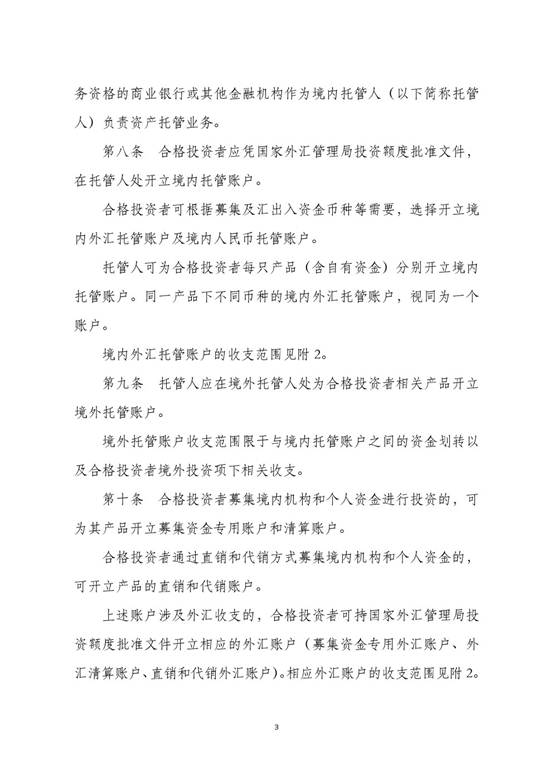 务资格的商业银行或其他金融机构作为境内托管人（以下简称托管
人）负责资产托管业务。
第八条　合格投资者应凭国家外汇管理局投资额度批准文件，
在托管人处开立境内托管账户。
合格投资者可根据募集及汇出入资金币种等需要，选择开立境
内外汇托管账户及境内人民币托管账户。
托管人可为合格投资者每只产品（含自有资金）分别开立境内
托管账户。同一产品下不同币种的境内外汇托管账户，视同为一个
账户。
境内外汇托管账户的收支范围见附 2。
第九条　托管人应在境外托管人处为合格投资者相关产品开立
境外托管账户。
境外托管账户收支范围限于与境内托管账户之间的资金划转以
及合格投资者境外投资项下相关收支。
第十条　合格投资者募集境内机构和个人资金进行投资的，可
为其产品开立募集资金专用账户和清算账户。
合格投资者通过直销和代销方式募集境内机构和个人资金的，
可开立产品的直销和代销账户。
上述账户涉及外汇收支的，合格投资者可持国家外汇管理局投
资额度批准文件开立相应的外汇账户（募集资金专用外汇账户、外
汇清算账户、直销和代销外汇账户）。相应外汇账户的收支范围见附 2。
3